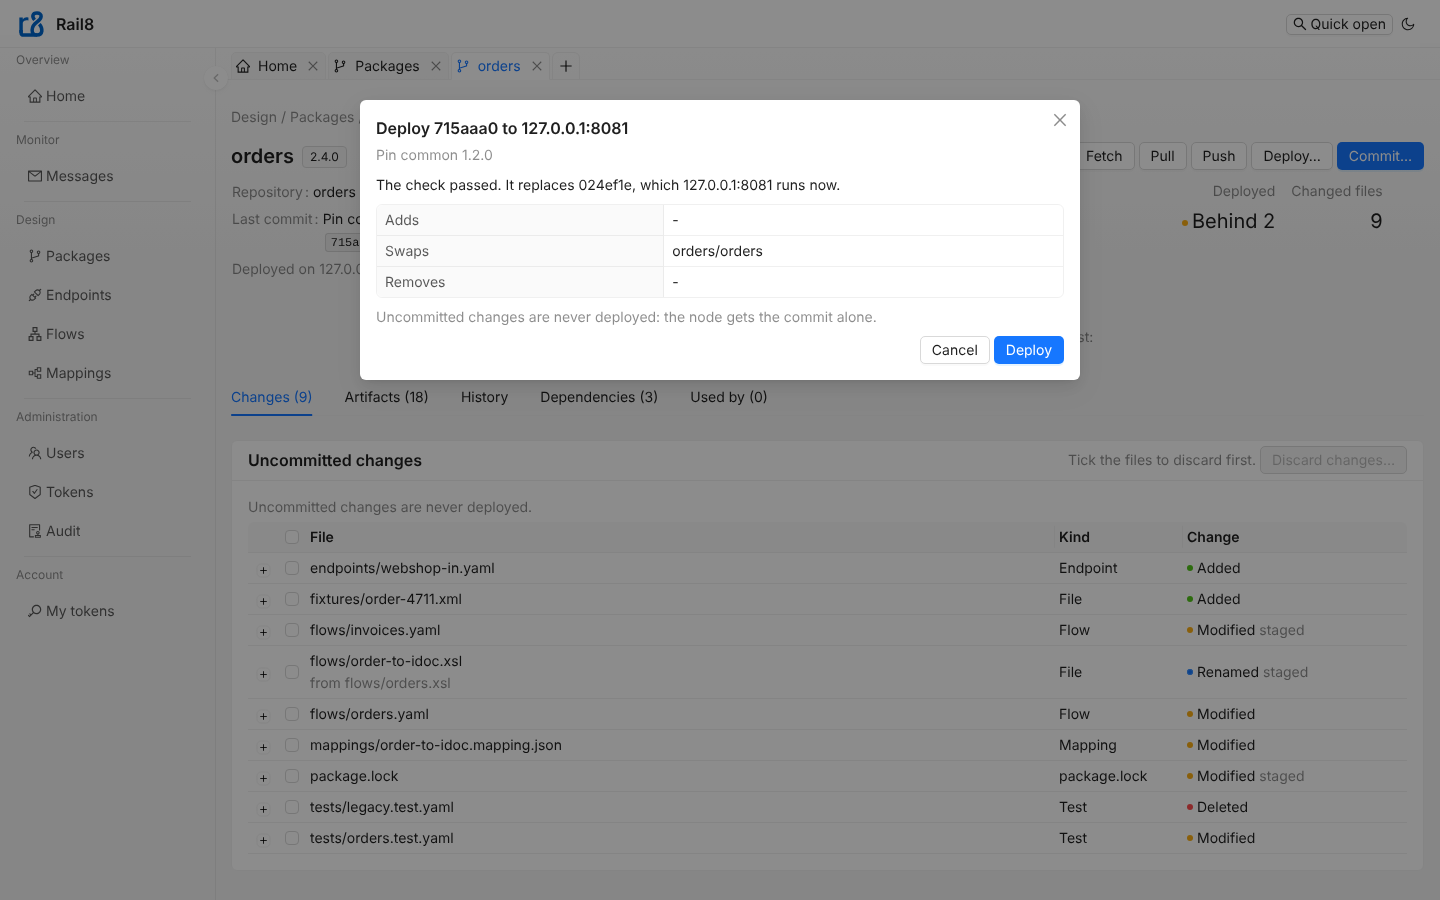 Rail8
Quick open
Overview
Home
Monitor
Messages
Design
Packages
Endpoints
Flows
Mappings
Administration
Users
Tokens
Audit
Account
My tokens
Home
Packages
orders
Design / Packages /
orders 2.4.0
Fetch
Pull
Push
Deploy...
Commit...
Repository : orders
Last commit : Pin co
715a
Deployed on 127.0.0
Deployed
Behind 2
Changed files
9
st:
Deploy 715aaa0 to 127.0.0.1:8081
Pin common 1.2.0
The check passed. It replaces 024ef1e, which 127.0.0.1:8081 runs now.
Adds -
Swaps orders/orders
Removes -
Uncommitted changes are never deployed: the node gets the commit alone.
Cancel
Deploy
Changes (9)
Artifacts (18)
History
Dependencies (3)
Used by (0)
Uncommitted changes
Tick the files to discard first.
Discard changes...
Uncommitted changes are never deployed.
File Kind Change
+ endpoints/webshop-in.yaml Endpoint Added
+ fixtures/order-4711.xml File Added
+ flows/invoices.yaml Flow Modified staged
+ flows/order-to-idoc.xsl File Renamed staged
from flows/orders.xsl
+ flows/orders.yaml Flow Modified
+ mappings/order-to-idoc.mapping.json Mapping Modified
+ package.lock package.lock Modified staged
+ tests/legacy.test.yaml Test Deleted
+ tests/orders.test.yaml Test Modified